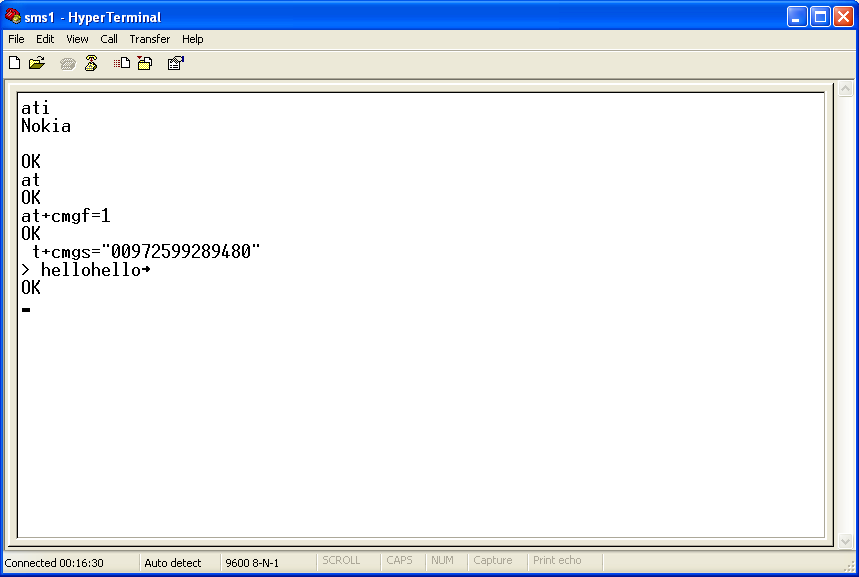 sms1 - HyperTerminal
File Edit View Call Transfer Help
ati
Nokia
OK
at
OK
at+cmgf=1
OK
t+cmgs="00972599289480"
> hellohello→
OK
Connected 00:16:30 Auto detect 9600 8-N-1 SCROLL CAPS NUM Capture Print echo